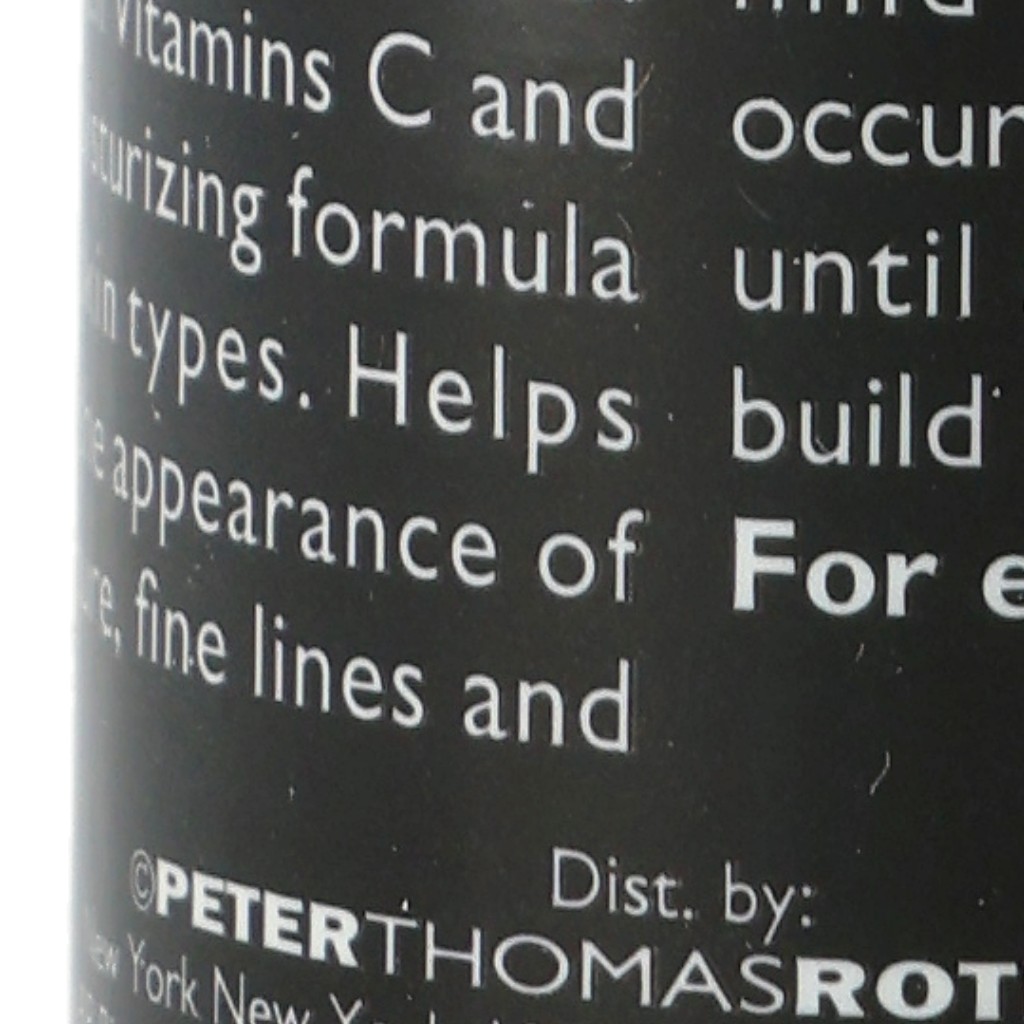 Vitamins C and
formula
types. Helps
appearance of
fine lines and
occur
until
build
For
Dist. by:
©PETERTHOMASROT
New York New